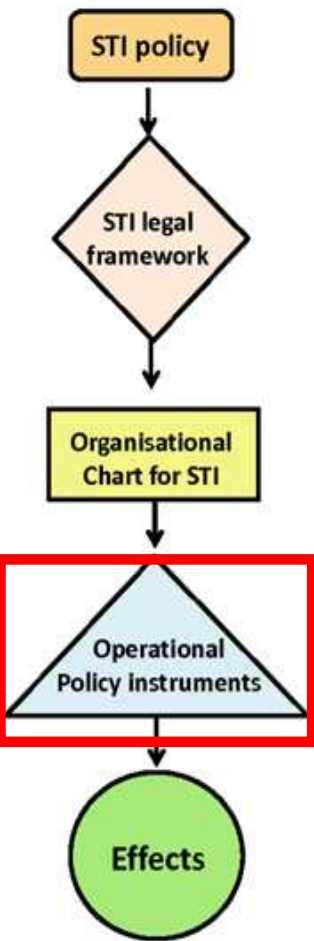 STI policy
STI legal
framework
Organisational
Chart for STI
Operational
Policy instruments
Effects